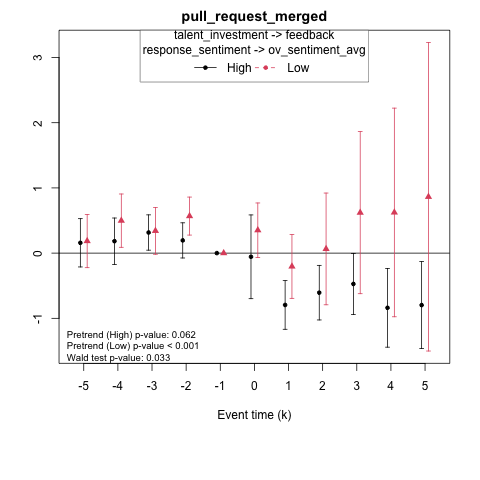 pull_request_merged
talent_investment -> feedback
response_sentiment -> ov_sentiment_avg
High Low
3
2
1
0
-1
Pretrend (High) p-value: 0.062
Pretrend (Low) p-value < 0.001
Wald test p-value: 0.033
-5 -4 -3 -2 -1 0 1 2 3 4 5
Event time (k)